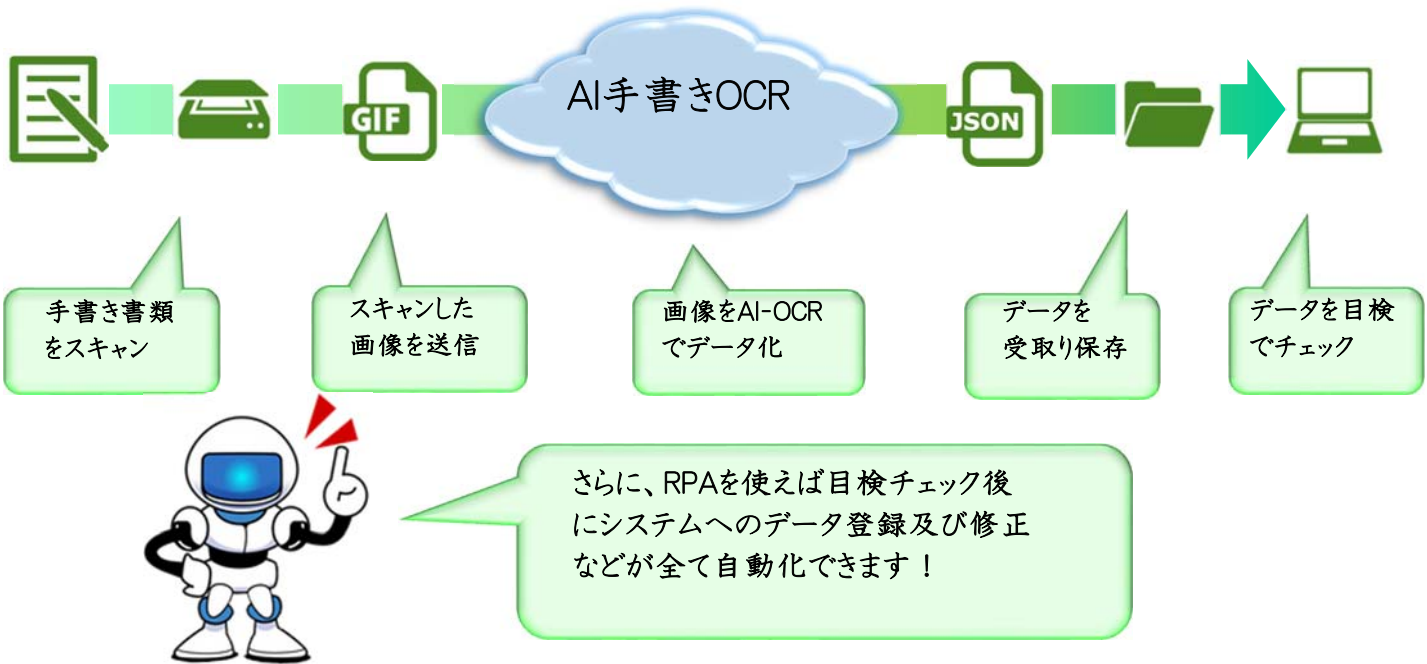 GIF
AI手書きOCR
JSON
手書き書類
をスキャン
スキャンした
画像を送信
画像をAI-OCR
でデータ化
データを
受取り保存
データを目検
でチェック
さらに、RPAを使えば目検チェック後
にシステムへのデータ登録及び修正
などが全て自動化できます！